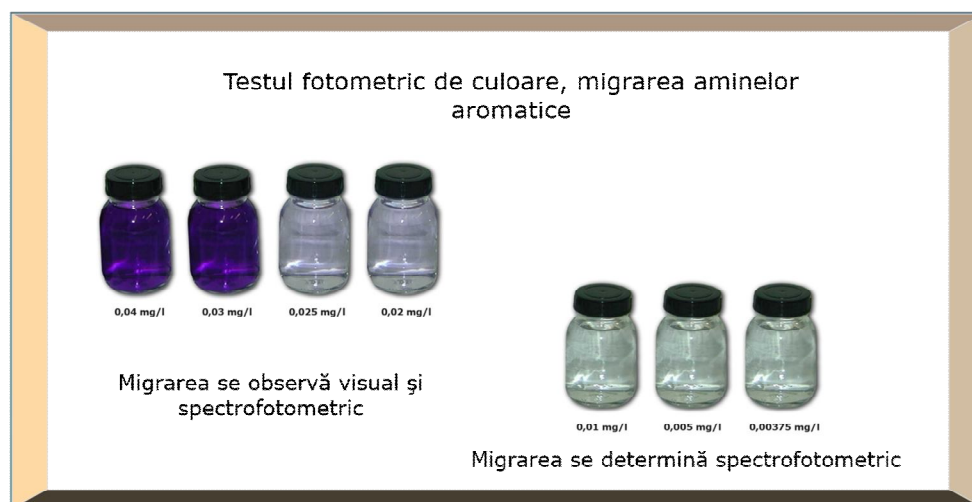 Testul fotometric de culoare, migrarea aminelor
aromatice
0,04 mg/l 0,03 mg/l 0,025 mg/l 0,02 mg/l
Migrarea se observă visual şi
spectrofotometric
0,01 mg/l 0,005 mg/l 0,00375 mg/l
Migrarea se determină spectrofotometric